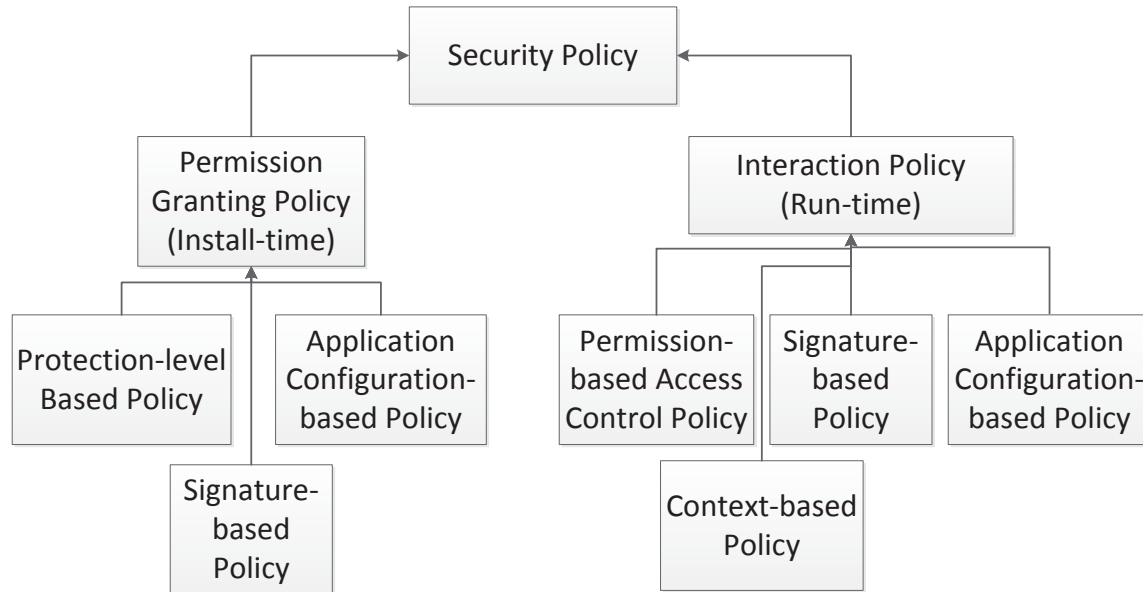 Security Policy
Permission
Granting Policy
(Install-time)
Interaction Policy
(Run-time)
Protection-level
Based Policy
Application
Configuration-
based Policy
Permission-
based Access
Control Policy
Signature-
based
Policy
Application
Configuration-
based Policy
Signature-
based
Policy
Context-based
Policy